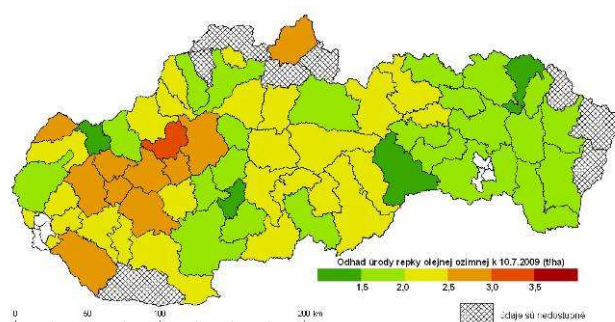 Odhad úrody repky olejnej ozimnej k 10.7.2009 (t/ha)
1,5 2,0 2,5 3,0 3,5
0 50 100 200 km
údaje sú nedostupné